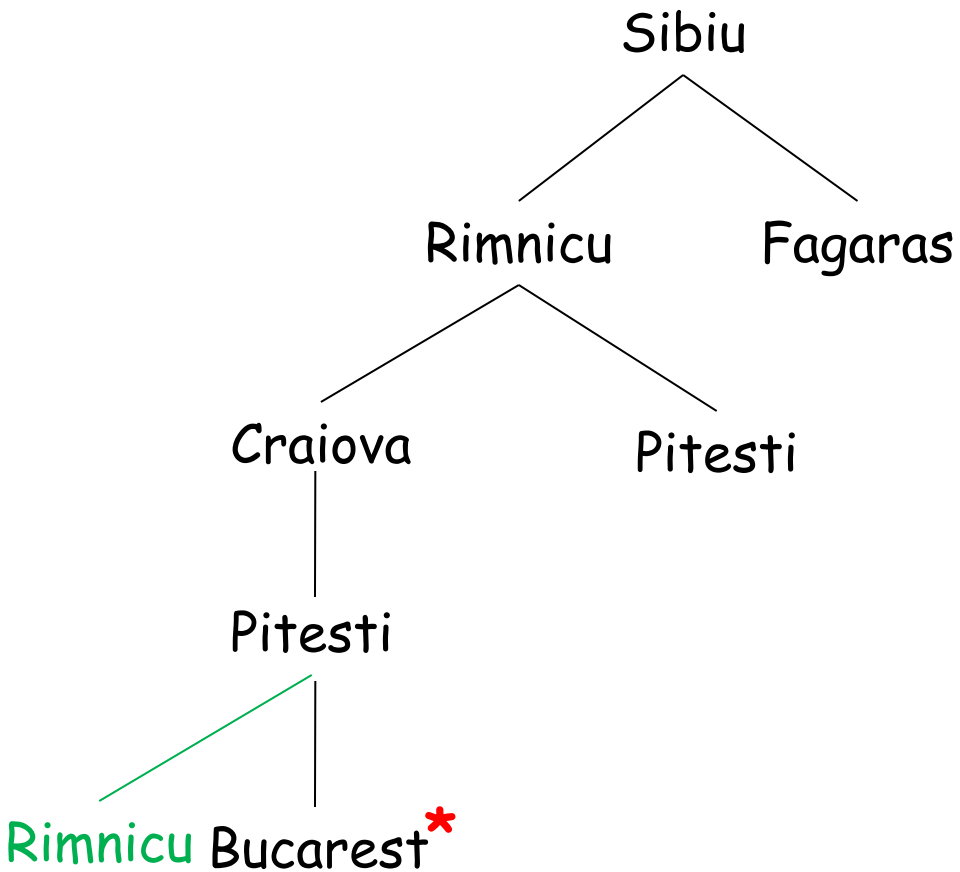 Sibiu
Rimnicu Fagaras
Craiova Pitesti
Pitesti
Rimnicu Bucarest*